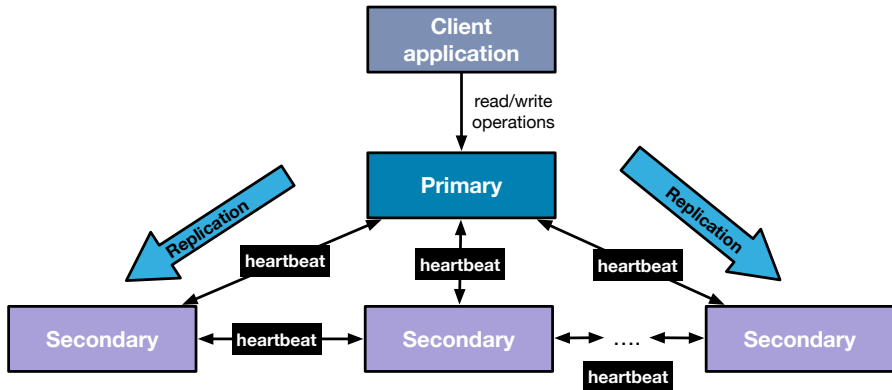 Client
application
read/write
operations
Primary
Replication
Replication
heartbeat
heartbeat
heartbeat
Secondary
heartbeat
Secondary
....
Secondary
heartbeat